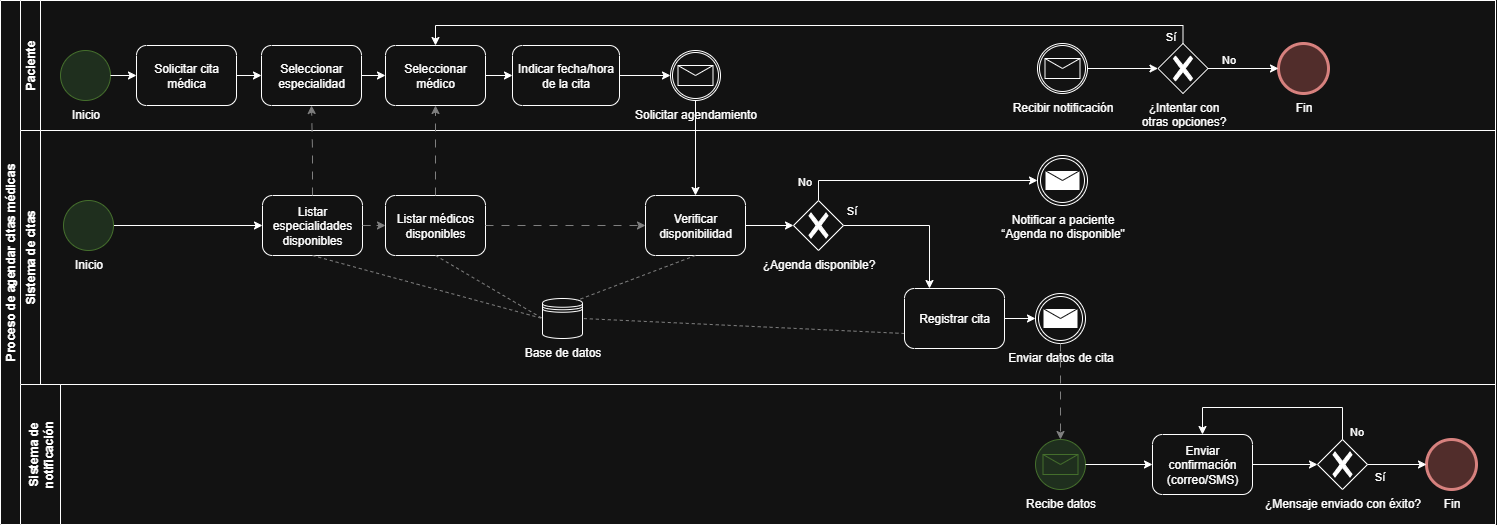 Proceso de agendar citas médicas
Paciente
Inicio
Solicitar cita
médica
Seleccionar
especialidad
Seleccionar
médico
Indicar fecha/hora
de la cita
Solicitar agendamiento
Recibir notificación
Sí
No
¿Intentar con
otras opciones?
Fin
Sistema de citas
Inicio
Listar
especialidades
disponibles
Listar médicos
disponibles
Verificar
disponibilidad
No
Sí
¿Agenda disponible?
Notificar a paciente
“Agenda no disponible”
Base de datos
Registrar cita
Enviar datos de cita
Sistema de
notificación
Recibe datos
Enviar
confirmación
(correo/SMS)
No
Sí
¿Mensaje enviado con éxito?
Fin